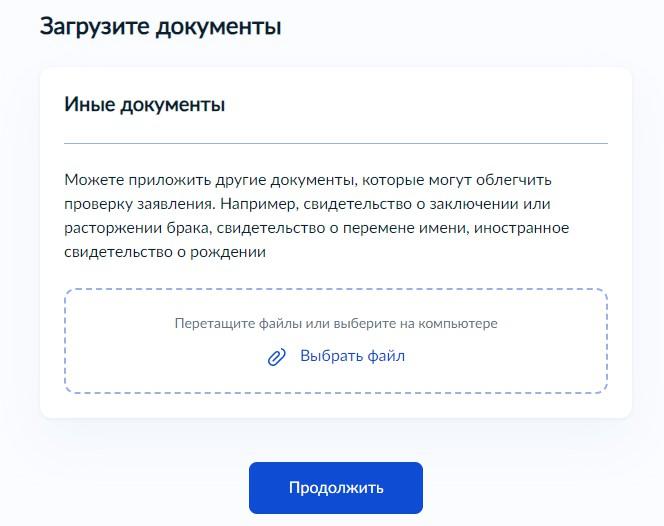 Загрузите документы
Иные документы
Можете приложить другие документы, которые могут облегчить
проверку заявления. Например, свидетельство о заключении или
расторжении брака, свидетельство о перемене имени, иностранное
свидетельство о рождении
Перетащите файлы или выберите на компьютере
Выбрать файл
Продолжить